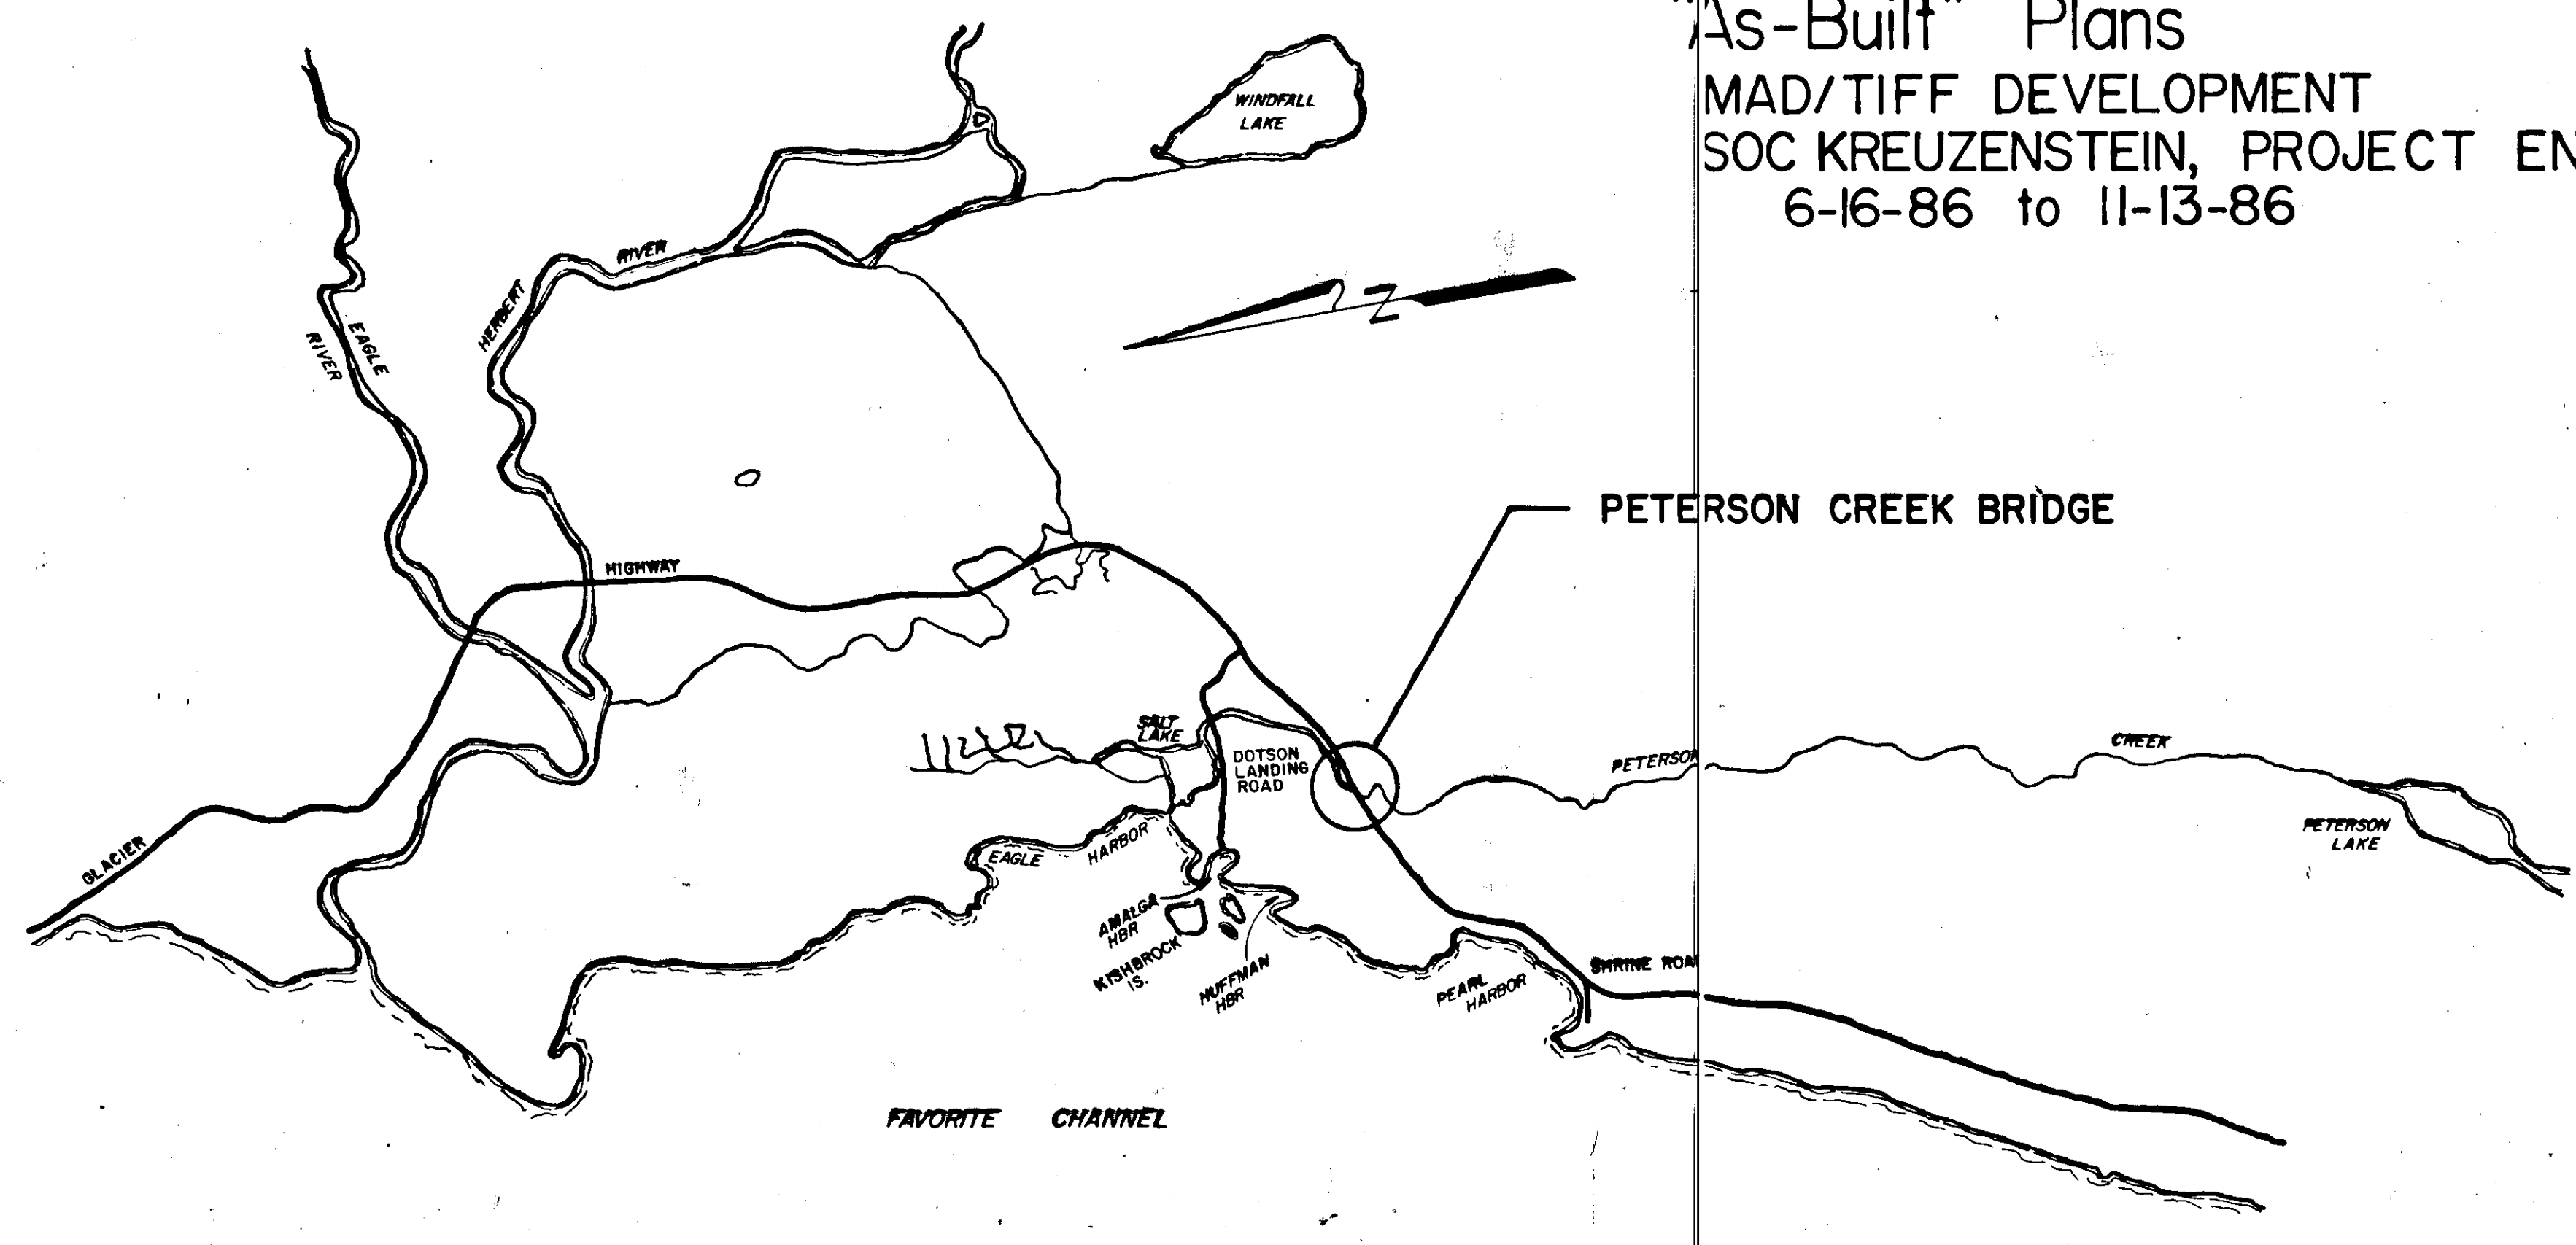 "As-Built" Plans
MAD/TIFF DEVELOPMENT
SOC KREUZENSTEIN, PROJECT EN
6-16-86 to 11-13-86
WINDFALL
LAKE
RIVER
HERBERT
EAGLE
RIVER
Z
PETERSON CREEK BRIDGE
HIGHWAY
SALT
LAKE
DOTSON
LANDING
ROAD
PETERSON
CREEK
PETERSON
LAKE
GLACIER
EAGLE
HARBOR
AMALGA
HBR
KISHBROCK
IS.
HUFFMAN
HBR
PEARL
HARBOR
SHRINE ROA
FAVORITE CHANNEL